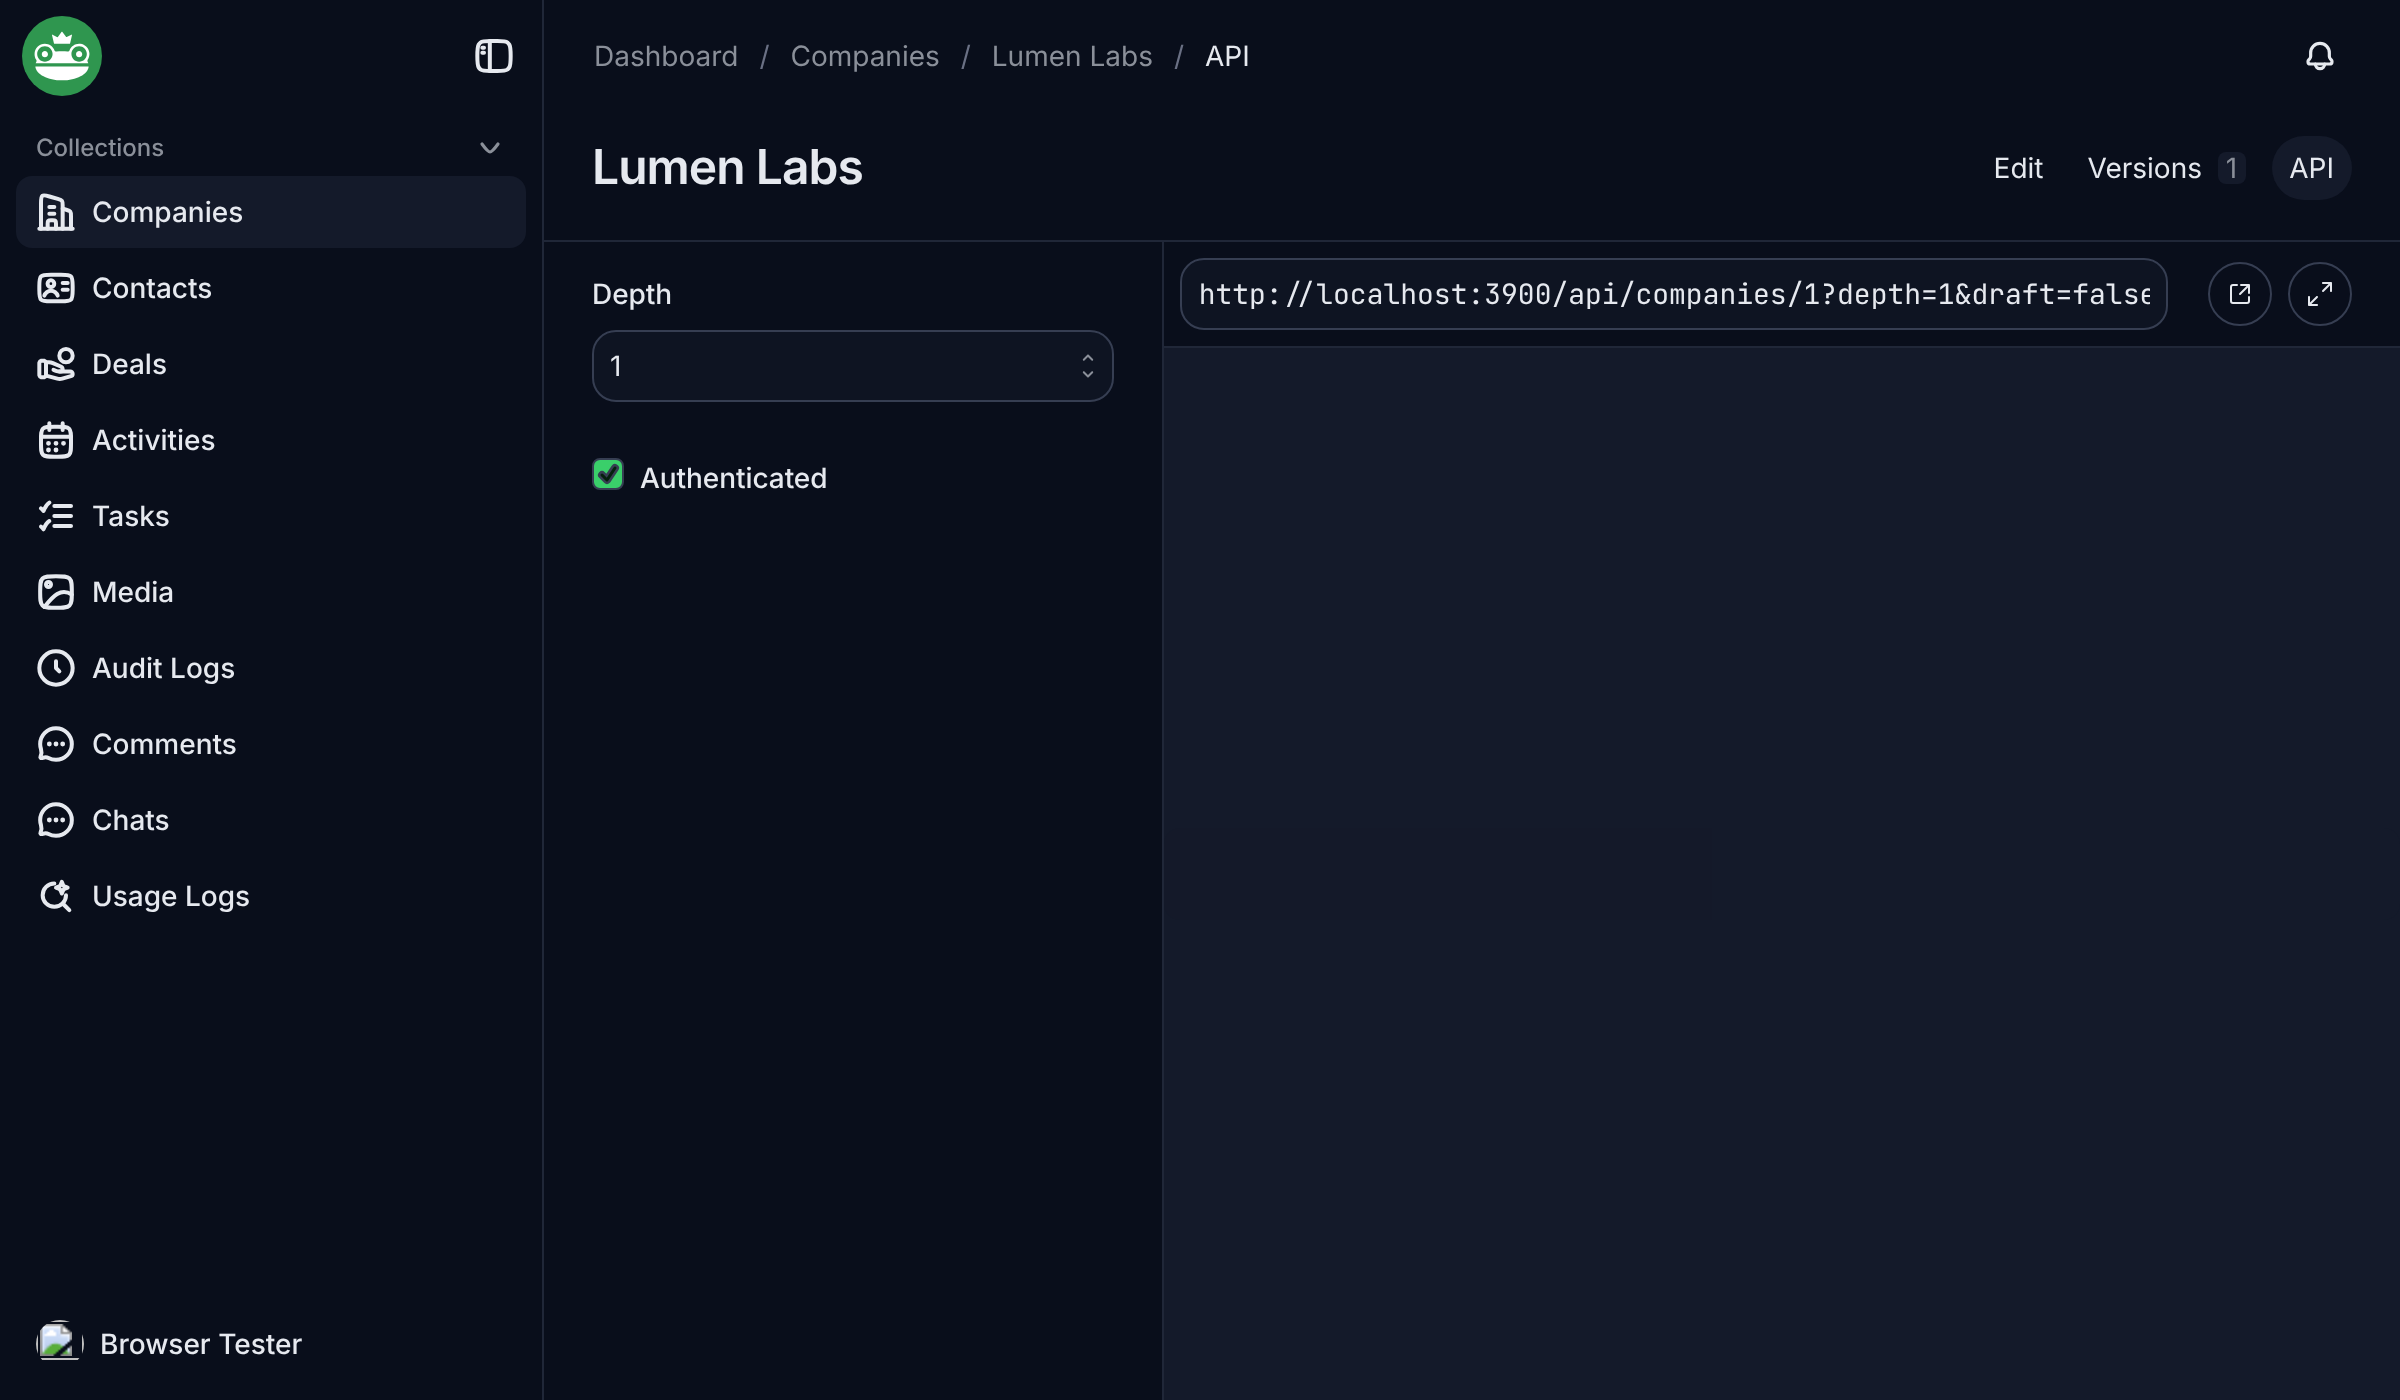 Dashboard / Companies / Lumen Labs / API
Collections
Companies
Contacts
Deals
Activities
Tasks
Media
Audit Logs
Comments
Chats
Usage Logs
Browser Tester
Lumen Labs
Edit
Versions 1
API
Depth
1
Authenticated
http://localhost:3900/api/companies/1?depth=1&draft=false